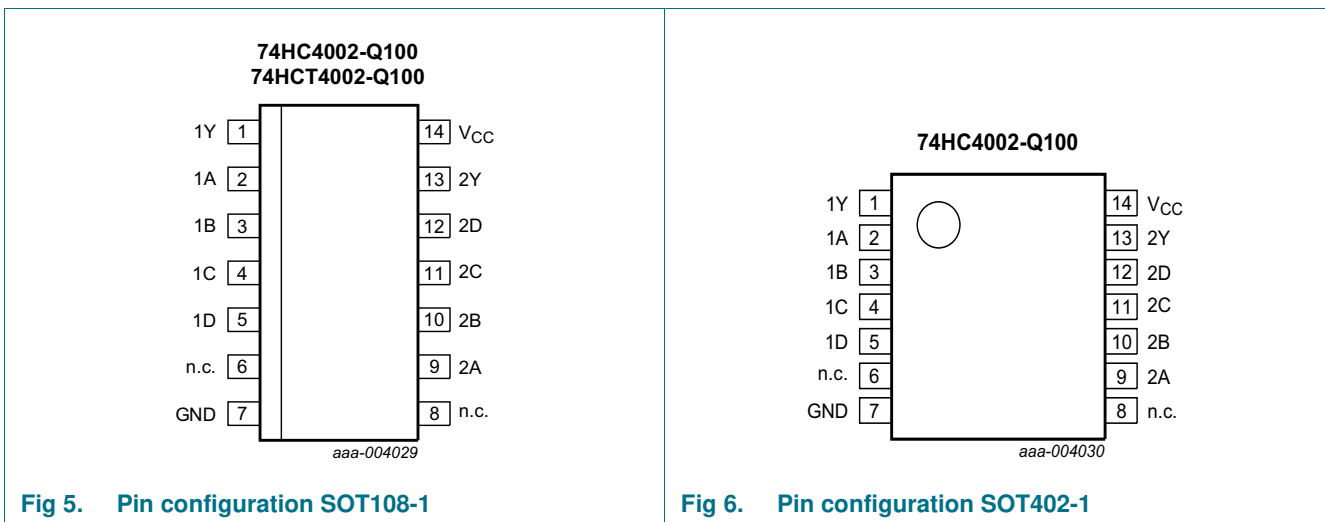 74HC4002-Q100
74HCT4002-Q100
1Y 1 14 VCC
1A 2 13 2Y
1B 3 12 2D
1C 4 11 2C
1D 5 10 2B
n.c. 6 9 2A
GND 7 8 n.c.
aaa-004029
Fig 5. Pin configuration SOT108-1
74HC4002-Q100
1Y 1 14 VCC
1A 2 13 2Y
1B 3 12 2D
1C 4 11 2C
1D 5 10 2B
n.c. 6 9 2A
GND 7 8 n.c.
aaa-004030
Fig 6. Pin configuration SOT402-1